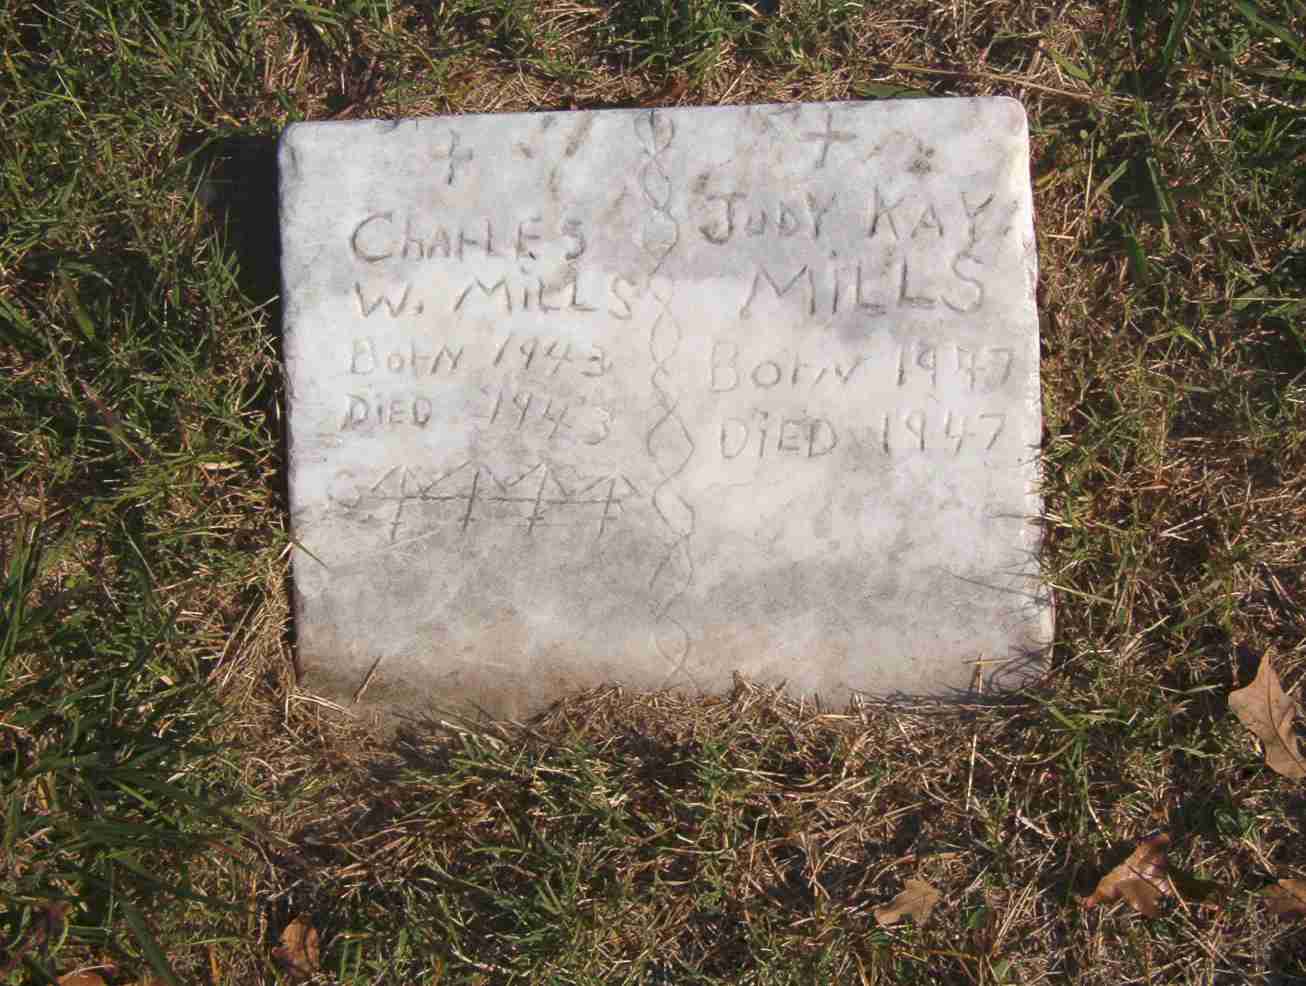 Charles
W. Mills
Born 1943
Died 1943
Judy Kay
Mills
Born 1947
Died 1947